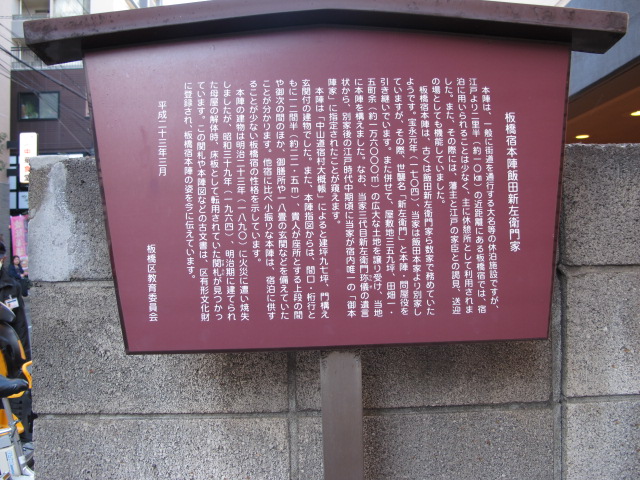 板橋宿本陣飯田新左衛門家
本陣は、一般に街道を通行する大名等の休泊施設ですが、
江戸より二里半（約一〇㎞）の近距離にある板橋宿では、宿
泊に用いられることは少なく、主に休憩所として利用されま
した。また、その際には、藩主と江戸の家臣との謁見、送迎
の場としても機能していました。
板橋宿本陣は、古くは飯田新左衛門家ら数家で務めていた
ようです。宝永元年（一七〇四）、当家は飯田本家より別家し
ていますが、その際、世襲名「新左衛門」と本陣・問屋役を
引き継いでいます。また併せて、屋敷地三五九坪、田畑一・
五町余（約一万六〇〇〇㎡）の広大な土地を譲り受け、当地
に本陣を構えました。なお、当家三代目新左衛門珎儀の遺言
状から、別家後の江戸時代中期頃に当家が宿内唯一の「御本
陣家」に指定されたことが窺えます。
本陣は「中山道宿村大概帳」によると建坪九七坪、門構え
玄関付の建物でした。また、本陣指図からは、間口・桁行と
もに一二間半（約二二・五ｍ）、貴人が座所とする上段の間
や御次の間のほか、御膳所や一八畳の玄関などを備えていた
ことが分かります。他宿に比べ小振りな本陣は、宿泊に供す
ることが少ない板橋宿の性格を示しています。
本陣の建物は明治二十三年（一八九〇）に火災に遭い焼失
しましたが、昭和三十九年（一九六四）、明治期に建てられ
た母屋の解体時、床板として転用されていた関札が見つかっ
ています。この関札や本陣図などの古文書は、区有形文化財
に登録され、板橋宿本陣の姿を今に伝えています。
平成二十三年三月
板橋区教育委員会